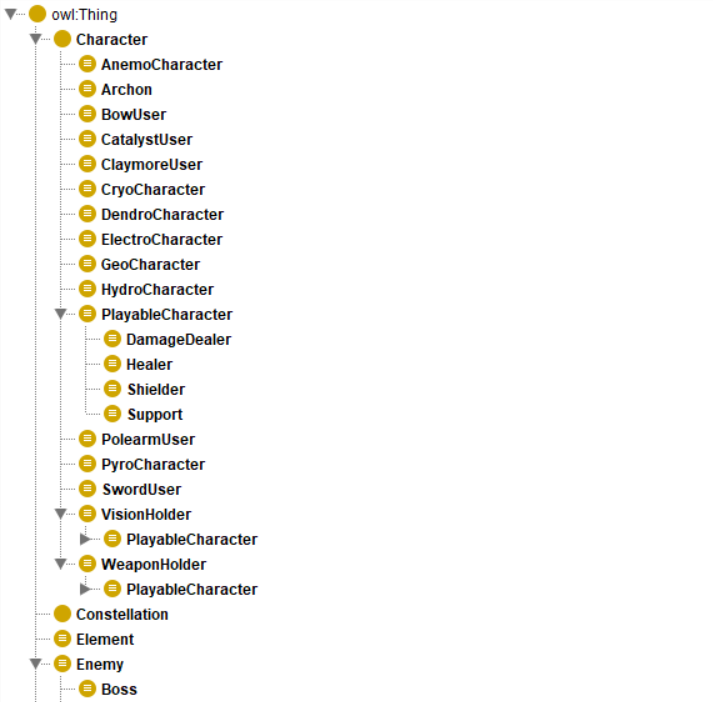 owl:Thing
Character
AnemoCharacter
Archon
BowUser
CatalystUser
ClaymoreUser
CryoCharacter
DendroCharacter
ElectroCharacter
GeoCharacter
HydroCharacter
PlayableCharacter
DamageDealer
Healer
Shielder
Support
PolearmUser
PyroCharacter
SwordUser
VisionHolder
PlayableCharacter
WeaponHolder
PlayableCharacter
Constellation
Element
Enemy
Boss